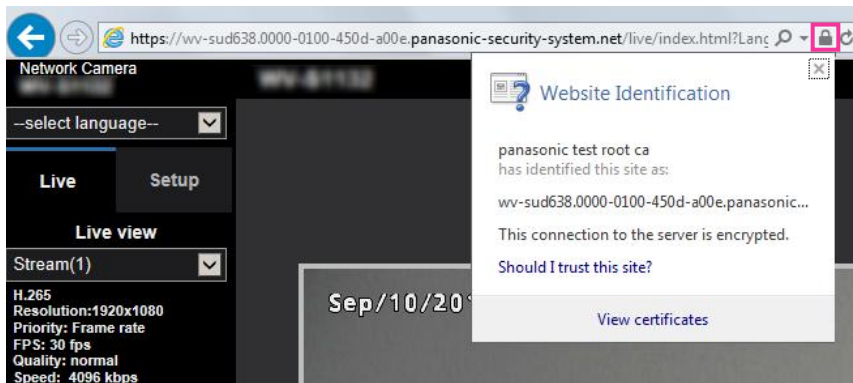 https://wv-sud638.0000-0100-450d-a00e.panasonic-security-system.net/live/index.html?Lang
Network Camera
--select language--
Live
Setup
Live view
Stream(1)
H.265
Resolution:1920x1080
Priority: Frame rate
FPS: 30 fps
Quality: normal
Speed: 4096 kbps
Sep/10/20
Website Identification
panasonic test root ca
has identified this site as:
wv-sud638.0000-0100-450d-a00e.panasonic...
This connection to the server is encrypted.
Should I trust this site?
View certificates